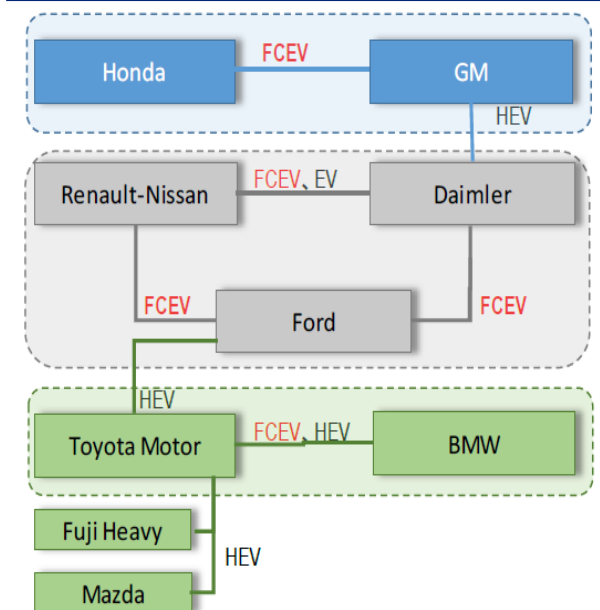 FCEV
Honda
GM
HEV
Renault-Nissan
FCEV、EV
Daimler
FCEV
Ford
FCEV
HEV
Toyota Motor
FCEV、HEV
BMW
Fuji Heavy
HEV
Mazda